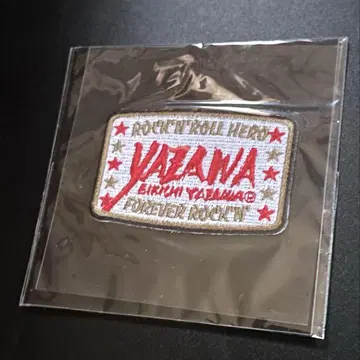 ROCK'N'ROLL HERO
YAZAWA
EIKICHI YAZAWA©
FOREVER ROCK'N'